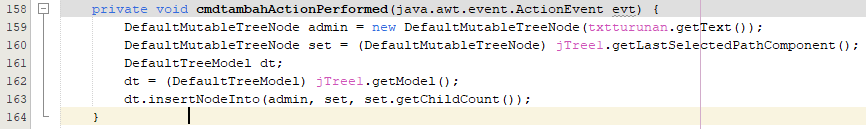 158 private void cmdtambahActionPerformed(java.awt.event.ActionEvent evt) {
159 DefaultMutableTreeNode admin = new DefaultMutableTreeNode(txtturunan.getText());
160 DefaultMutableTreeNode set = (DefaultMutableTreeNode) jTree1.getLastSelectedPathComponent();
161 DefaultTreeModel dt;
162 dt = (DefaultTreeModel) jTree1.getModel();
163 dt.insertNodeInto(admin, set, set.getChildCount());
164 }